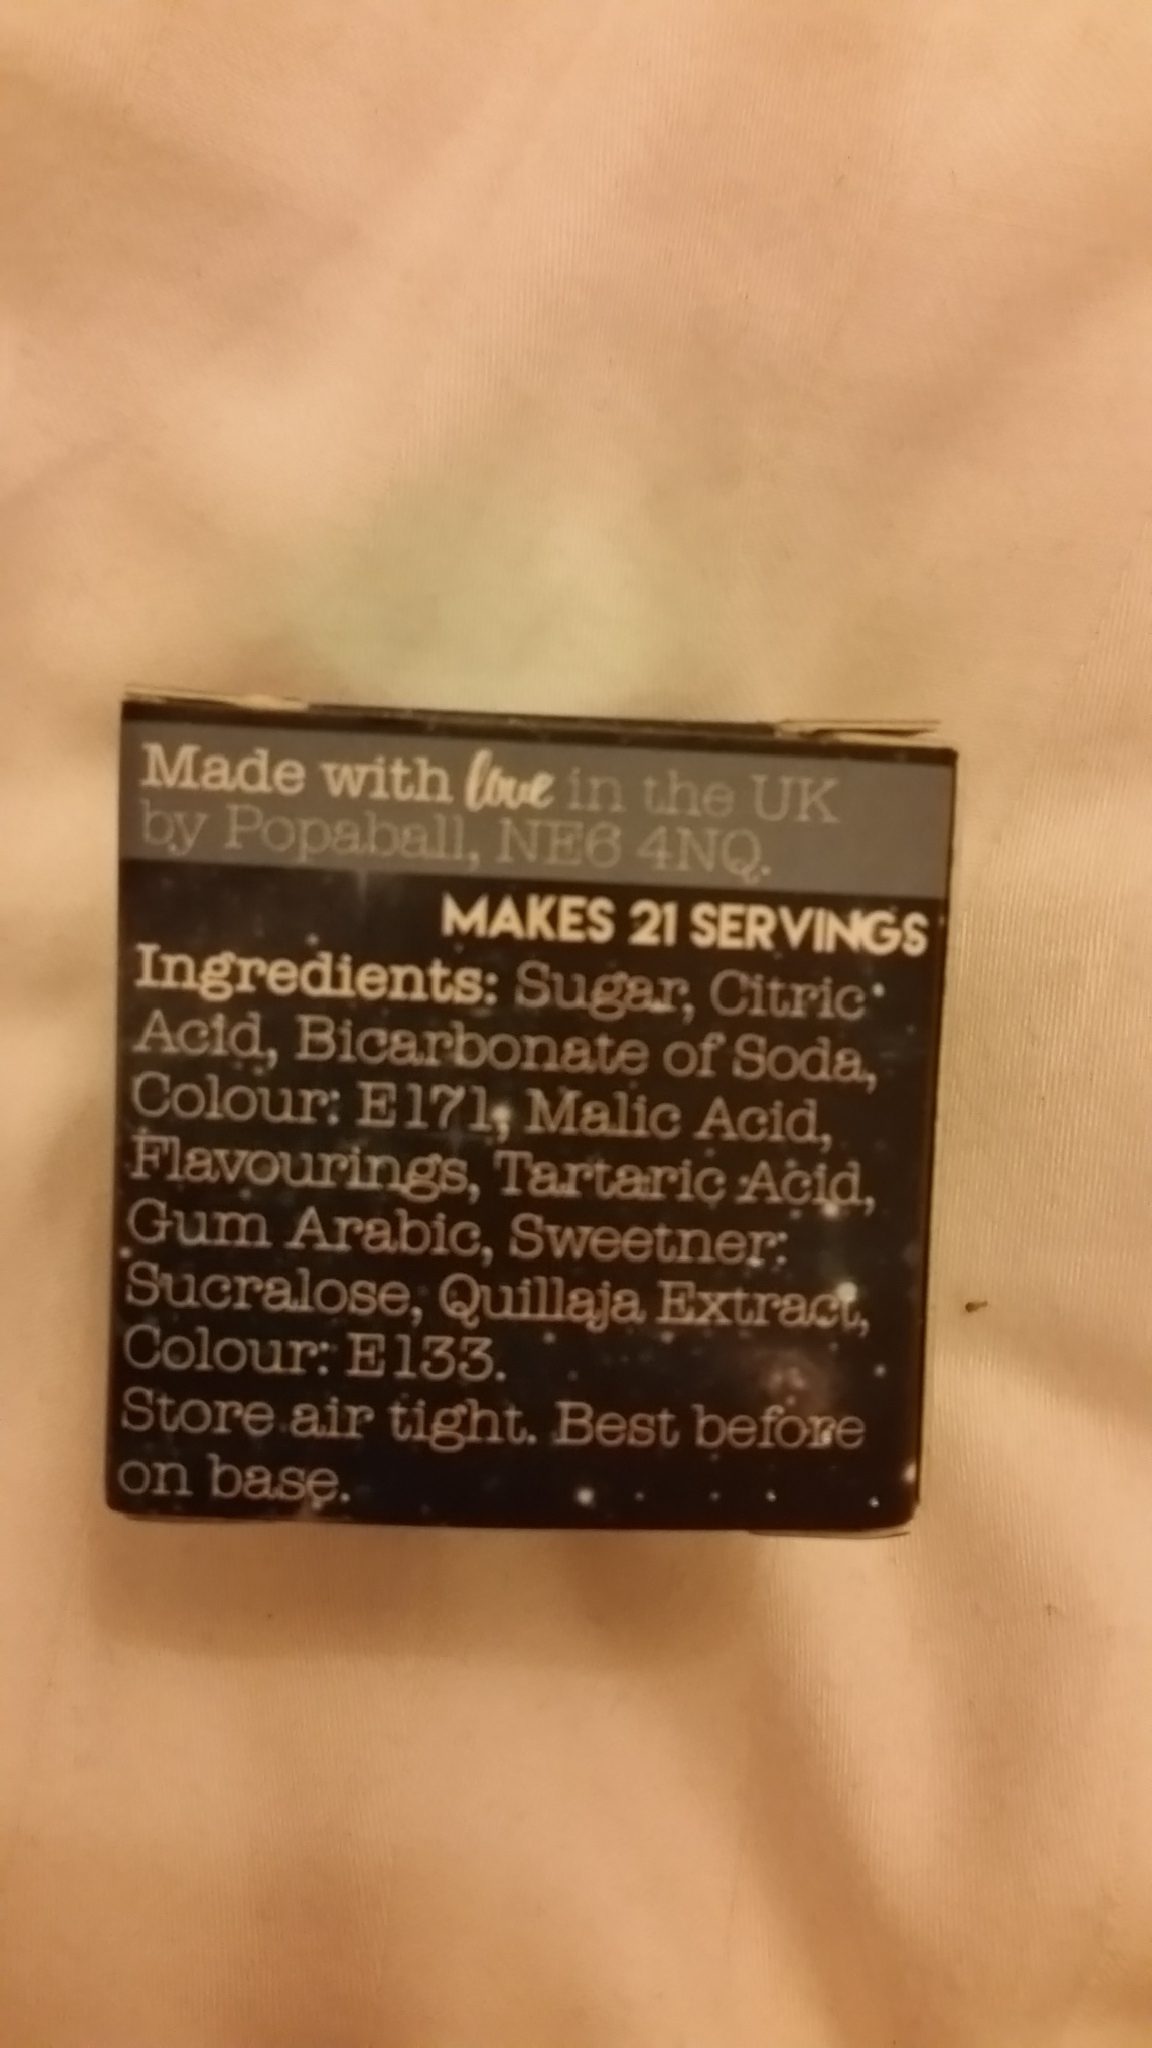 Made with love in the UK
by Popaball, NE6 4NQ.
MAKES 21 SERVINGS
Ingredients: Sugar, Citric
Acid, Bicarbonate of Soda,
Colour: E171, Malic Acid,
Flavourings, Tartaric Acid,
Gum Arabic, Sweetner:
Sucralose, Quillaja Extract,
Colour: E133.
Store air tight. Best before
on base.